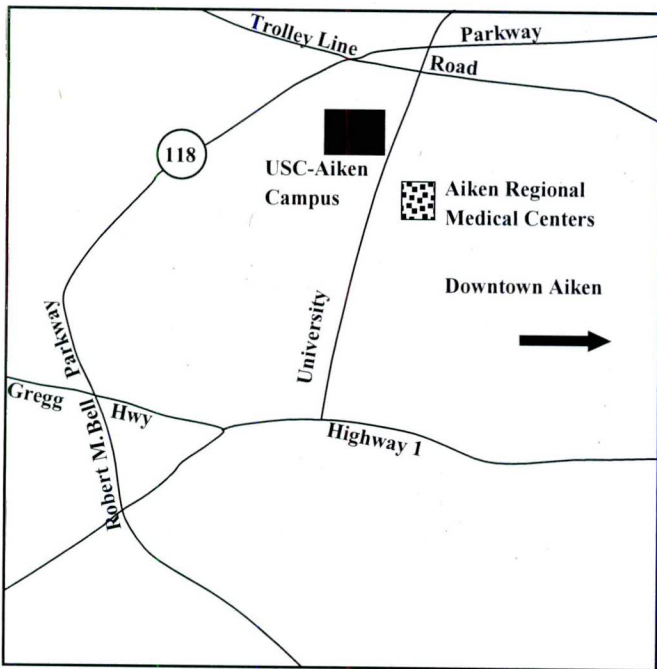 Trolley Line
Road
Parkway
118
USC-Aiken
Campus
Aiken Regional
Medical Centers
Downtown Aiken
University
Parkway
Gregg
Hwy
Robert M.Bell
Highway 1